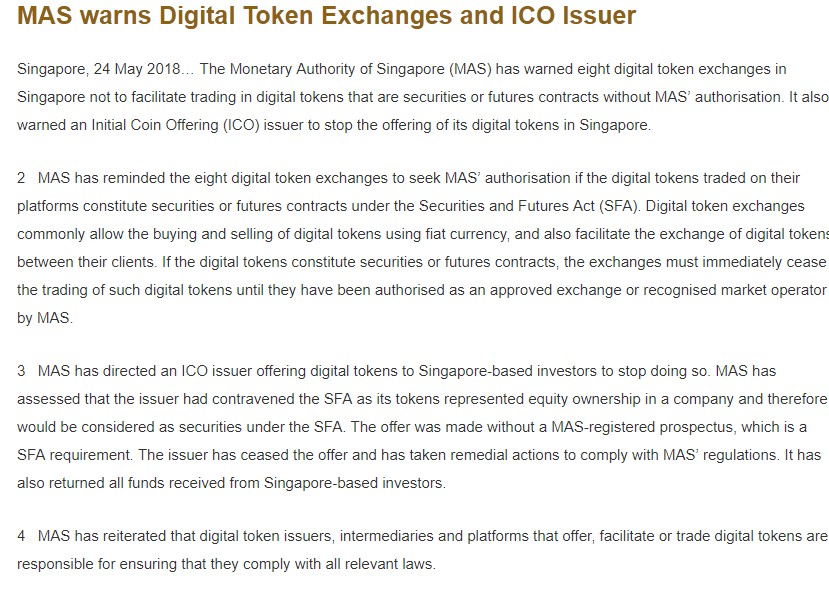 MAS warns Digital Token Exchanges and ICO Issuer
Singapore, 24 May 2018… The Monetary Authority of Singapore (MAS) has warned eight digital token exchanges in
Singapore not to facilitate trading in digital tokens that are securities or futures contracts without MAS’ authorisation. It also
warned an Initial Coin Offering (ICO) issuer to stop the offering of its digital tokens in Singapore.
2 MAS has reminded the eight digital token exchanges to seek MAS’ authorisation if the digital tokens traded on their
platforms constitute securities or futures contracts under the Securities and Futures Act (SFA). Digital token exchanges
commonly allow the buying and selling of digital tokens using fiat currency, and also facilitate the exchange of digital tokens
between their clients. If the digital tokens constitute securities or futures contracts, the exchanges must immediately cease
the trading of such digital tokens until they have been authorised as an approved exchange or recognised market operator
by MAS.
3 MAS has directed an ICO issuer offering digital tokens to Singapore-based investors to stop doing so. MAS has
assessed that the issuer had contravened the SFA as its tokens represented equity ownership in a company and therefore
would be considered as securities under the SFA. The offer was made without a MAS-registered prospectus, which is a
SFA requirement. The issuer has ceased the offer and has taken remedial actions to comply with MAS’ regulations. It has
also returned all funds received from Singapore-based investors.
4 MAS has reiterated that digital token issuers, intermediaries and platforms that offer, facilitate or trade digital tokens are
responsible for ensuring that they comply with all relevant laws.